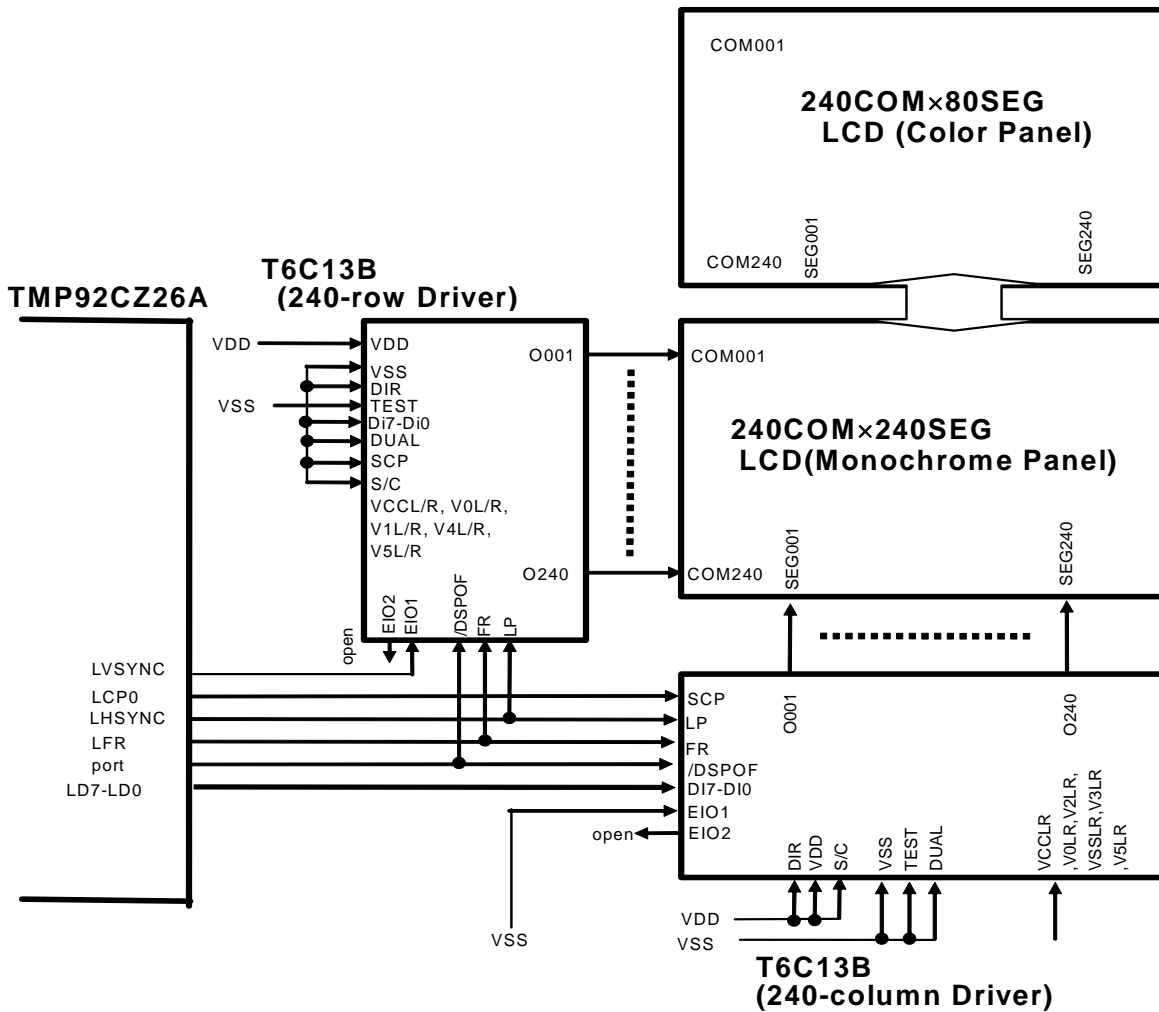 COM001
240COM×80SEG
LCD (Color Panel)
COM240
SEG001
SEG240
TMP92CZ26A
T6C13B
(240-row Driver)
VDD
VSS
VDD
VSS
DIR
TEST
Di7-Di0
DUAL
SCP
S/C
VCCL/R, V0L/R,
V1L/R, V4L/R,
V5L/R
O001
O240
open
EIO2
EIO1
/DSPOF
FR
LP
COM001
240COM×240SEG
LCD(Monochrome Panel)
COM240
SEG001
SEG240
LVSYNC
LCP0
LHSYNC
LFR
port
LD7-LD0
SCP
LP
FR
/DSPOF
DI7-DI0
EIO1
EIO2
open
O001
O240
DIR
VDD
S/C
VSS
TEST
DUAL
VCCLR
,V0LR,V2LR,
VSSLR,V3LR
,V5LR
VSS
VDD
VSS
T6C13B
(240-column Driver)